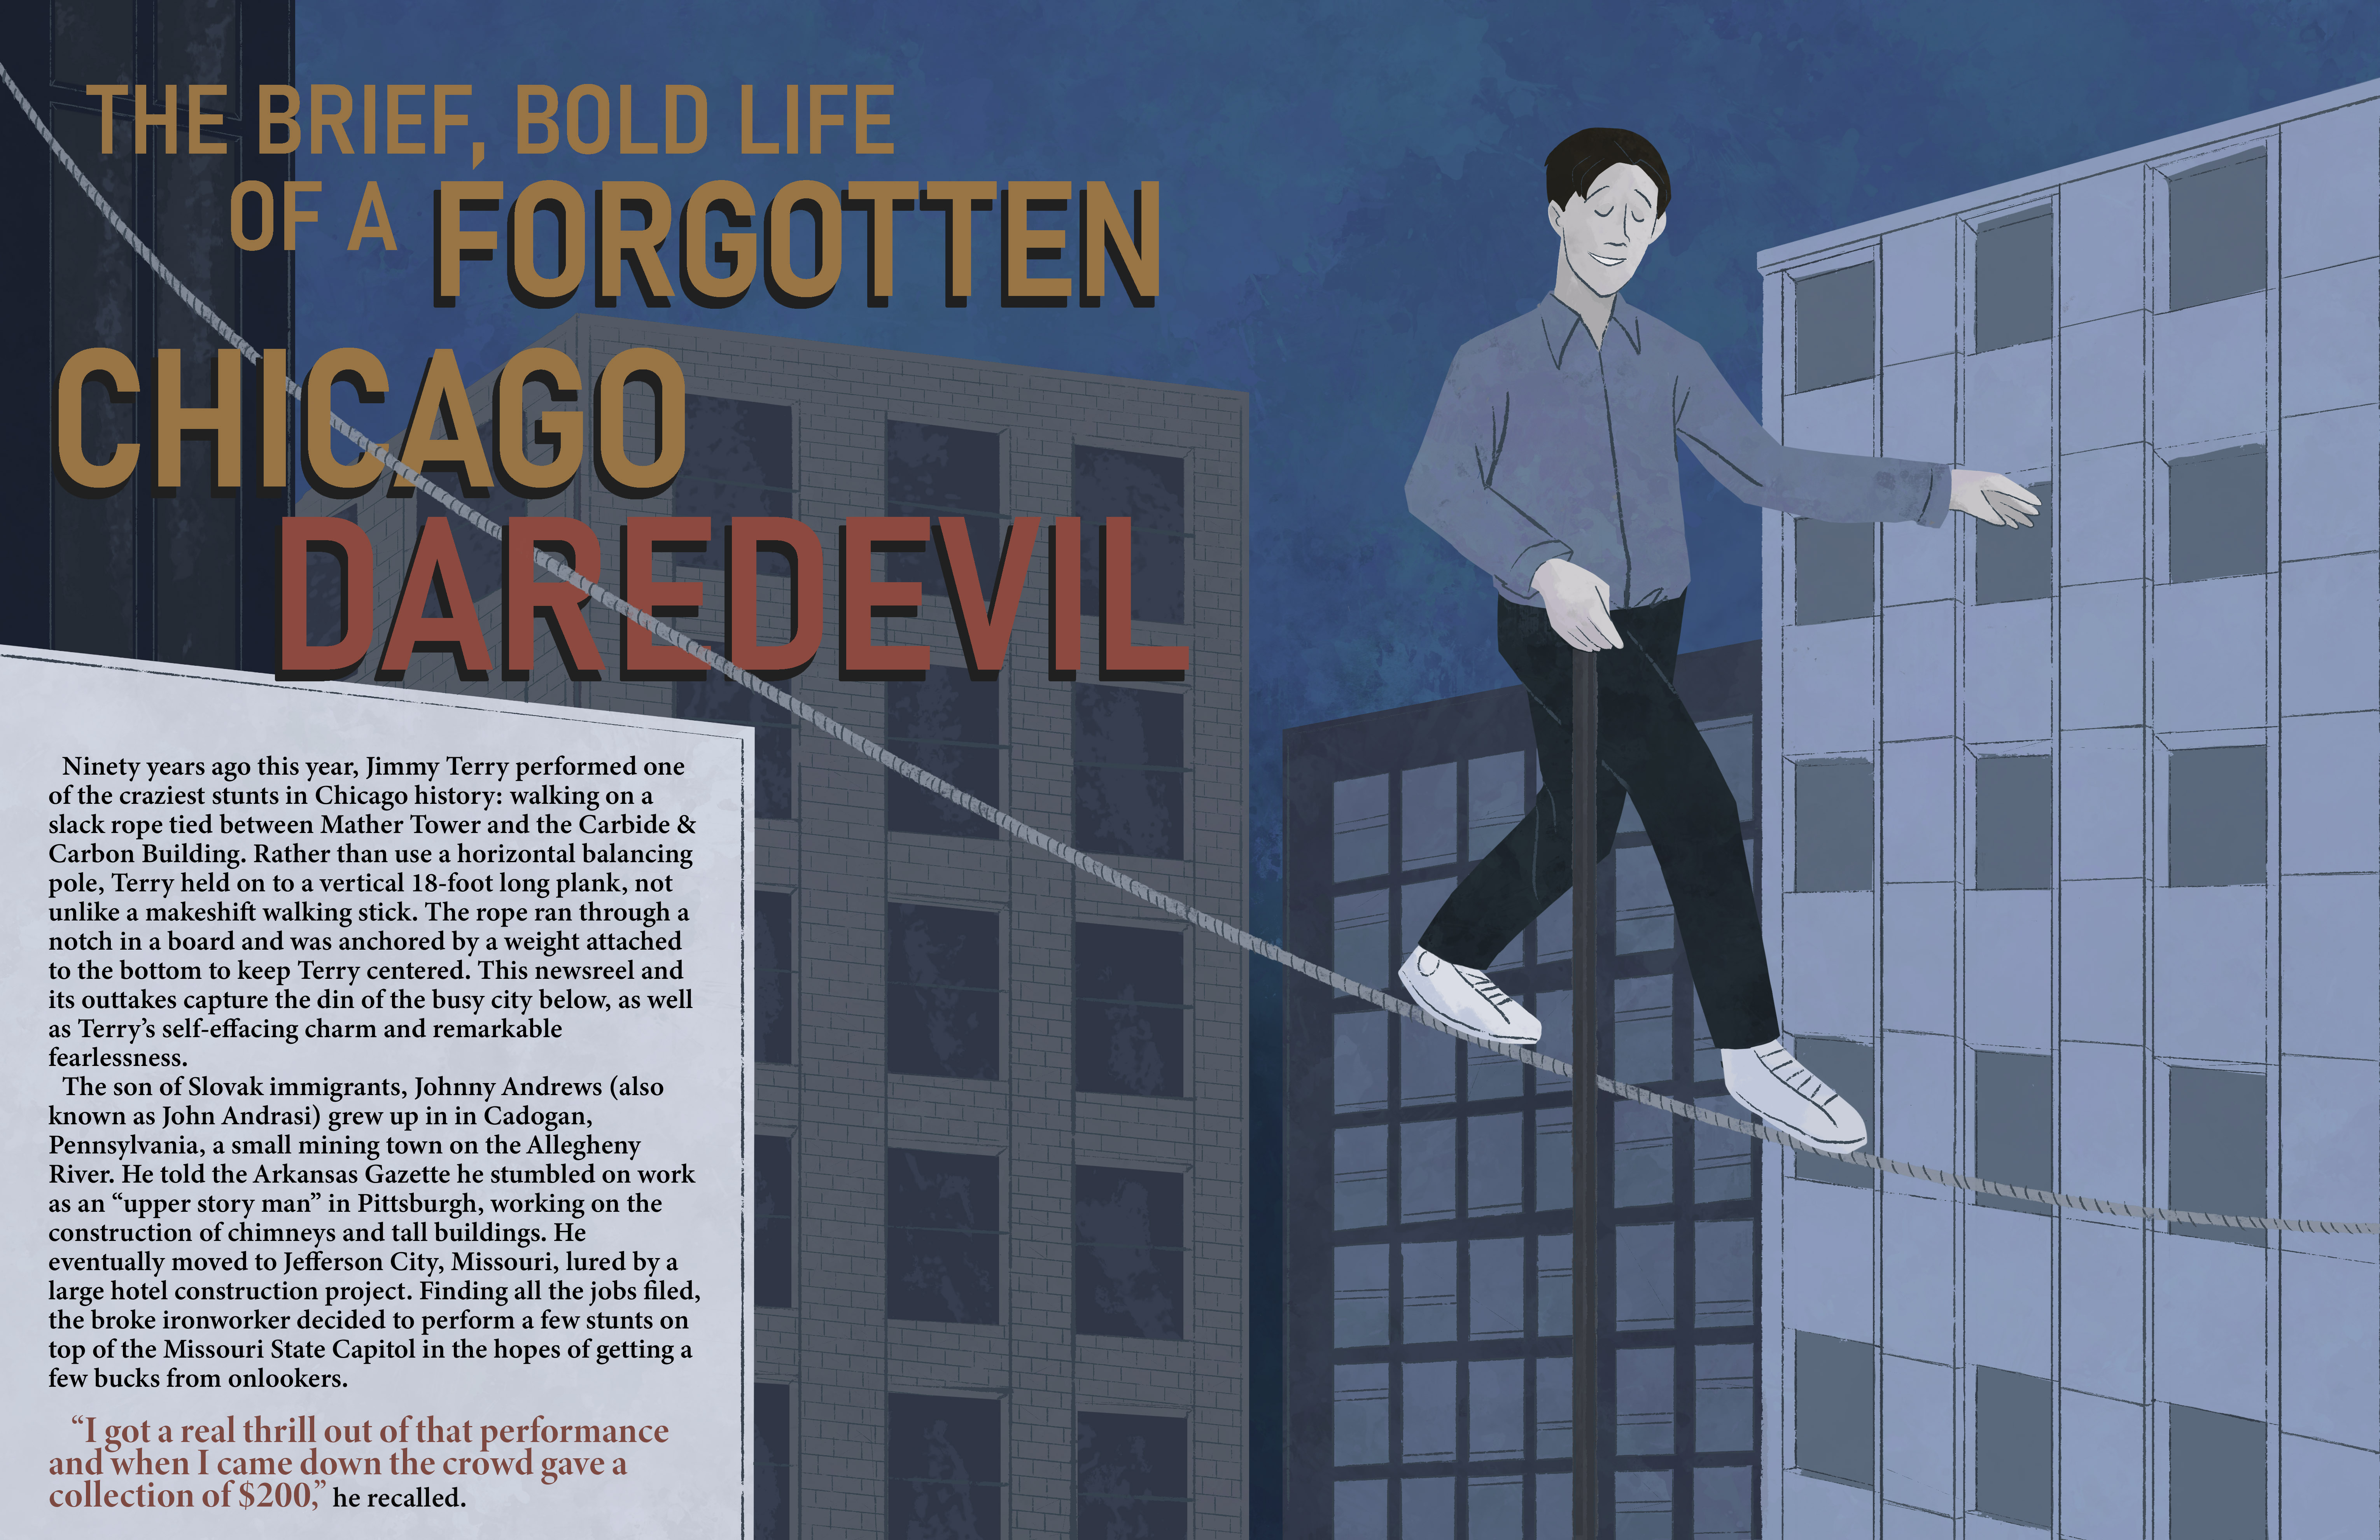 THE BRIEF, BOLD LIFE
OF A FORGOTTEN
CHICAGO
DAREDEVIL
Ninety years ago this year, Jimmy Terry performed one
of the craziest stunts in Chicago history: walking on a
slack rope tied between Mather Tower and the Carbide &
Carbon Building. Rather than use a horizontal balancing
pole, Terry held on to a vertical 18-foot long plank, not
unlike a makeshift walking stick. The rope ran through a
notch in a board and was anchored by a weight attached
to the bottom to keep Terry centered. This newsreel and
its outtakes capture the din of the busy city below, as well
as Terry’s self-effacing charm and remarkable
fearlessness.
The son of Slovak immigrants, Johnny Andrews (also
known as John Andrasi) grew up in in Cadogan,
Pennsylvania, a small mining town on the Allegheny
River. He told the Arkansas Gazette he stumbled on work
as an “upper story man” in Pittsburgh, working on the
construction of chimneys and tall buildings. He
eventually moved to Jefferson City, Missouri, lured by a
large hotel construction project. Finding all the jobs filed,
the broke ironworker decided to perform a few stunts on
top of the Missouri State Capitol in the hopes of getting a
few bucks from onlookers.
“I got a real thrill out of that performance
and when I came down the crowd gave a
collection of $200,” he recalled.